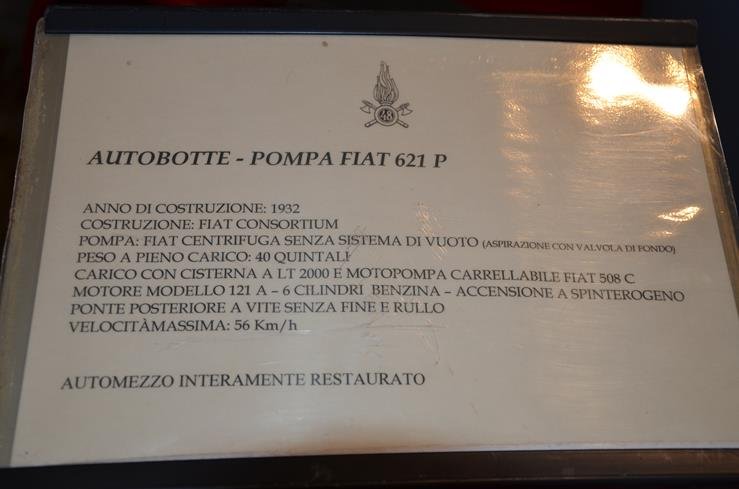 48
AUTOBOTTE - POMPA FIAT 621 P
ANNO DI COSTRUZIONE: 1932
COSTRUZIONE: FIAT CONSORTIUM
POMPA: FIAT CENTRIFUGA SENZA SISTEMA DI VUOTO (ASPIRAZIONE CON VALVOLA DI FONDO)
PESO A PIENO CARICO: 40 QUINTALI
CARICO CON CISTERNA A LT 2000 E MOTOPOMPA CARRELLABILE FIAT 508 C
MOTORE MODELLO 121 A – 6 CILINDRI  BENZINA – ACCENSIONE A SPINTEROGENO
PONTE POSTERIORE A VITE SENZA FINE E RULLO
VELOCITÀMASSIMA: 56 Km/h
AUTOMEZZO INTERAMENTE RESTAURATO